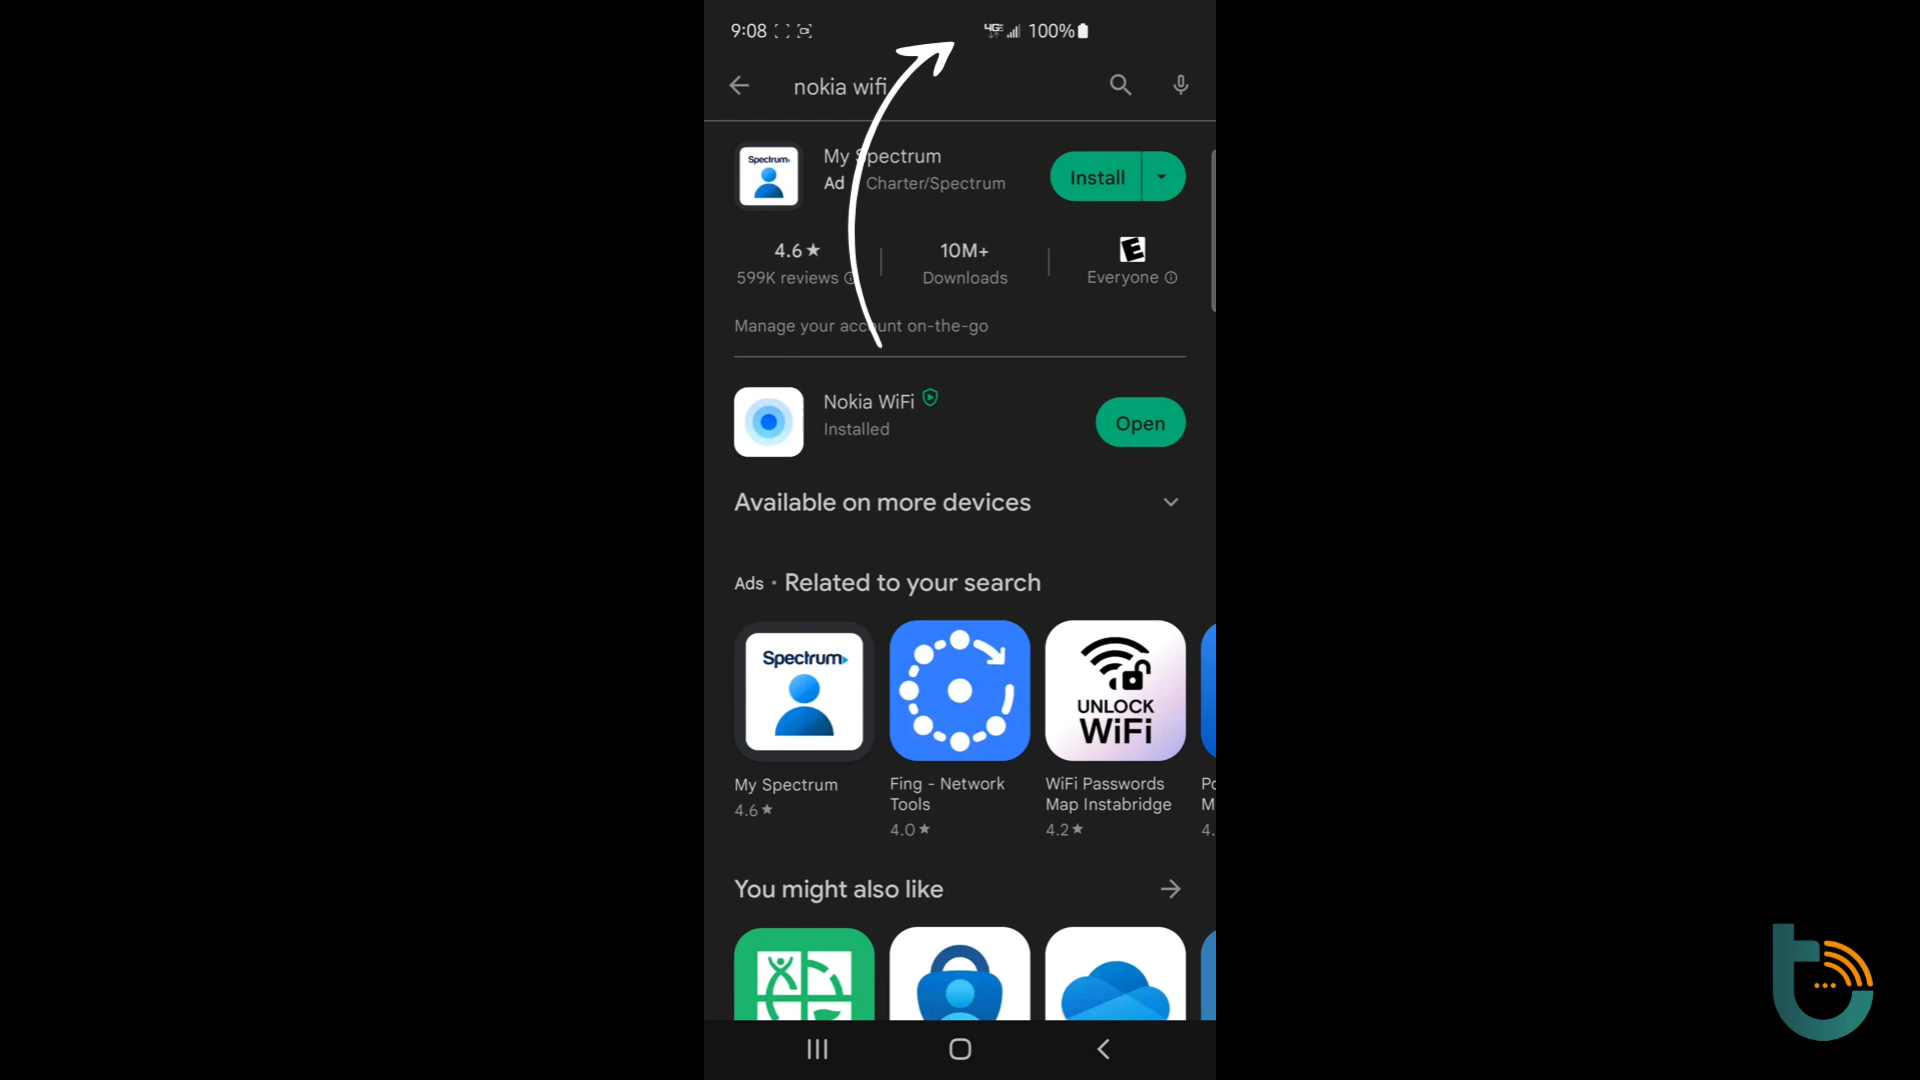 9:08 4GE 100%
nokia wifi
Spectrum
My Spectrum
Ad Charter/Spectrum
Install
4.6★
599K reviews
10M+
Downloads
E
Everyone
Manage your account on-the-go
Nokia WiFi
Installed
Open
Available on more devices
Ads • Related to your search
Spectrum
UNLOCK
WiFi
My Spectrum
4.6★
Fing - Network
Tools
4.0★
WiFi Passwords
Map Instabridge
4.2★
4.
You might also like